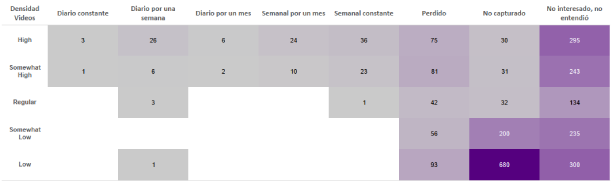 Densidad Videos Diario constante Diario por una semana Diario por un mes Semanal por un mes Semanal constante Perdido No capturado No interesado, no entendió
High 3 26 6 24 36 75 30 295
Somewhat High 1 6 2 10 23 81 31 243
Regular 3 1 42 32 134
Somewhat Low 56 200 235
Low 1 93 680 300